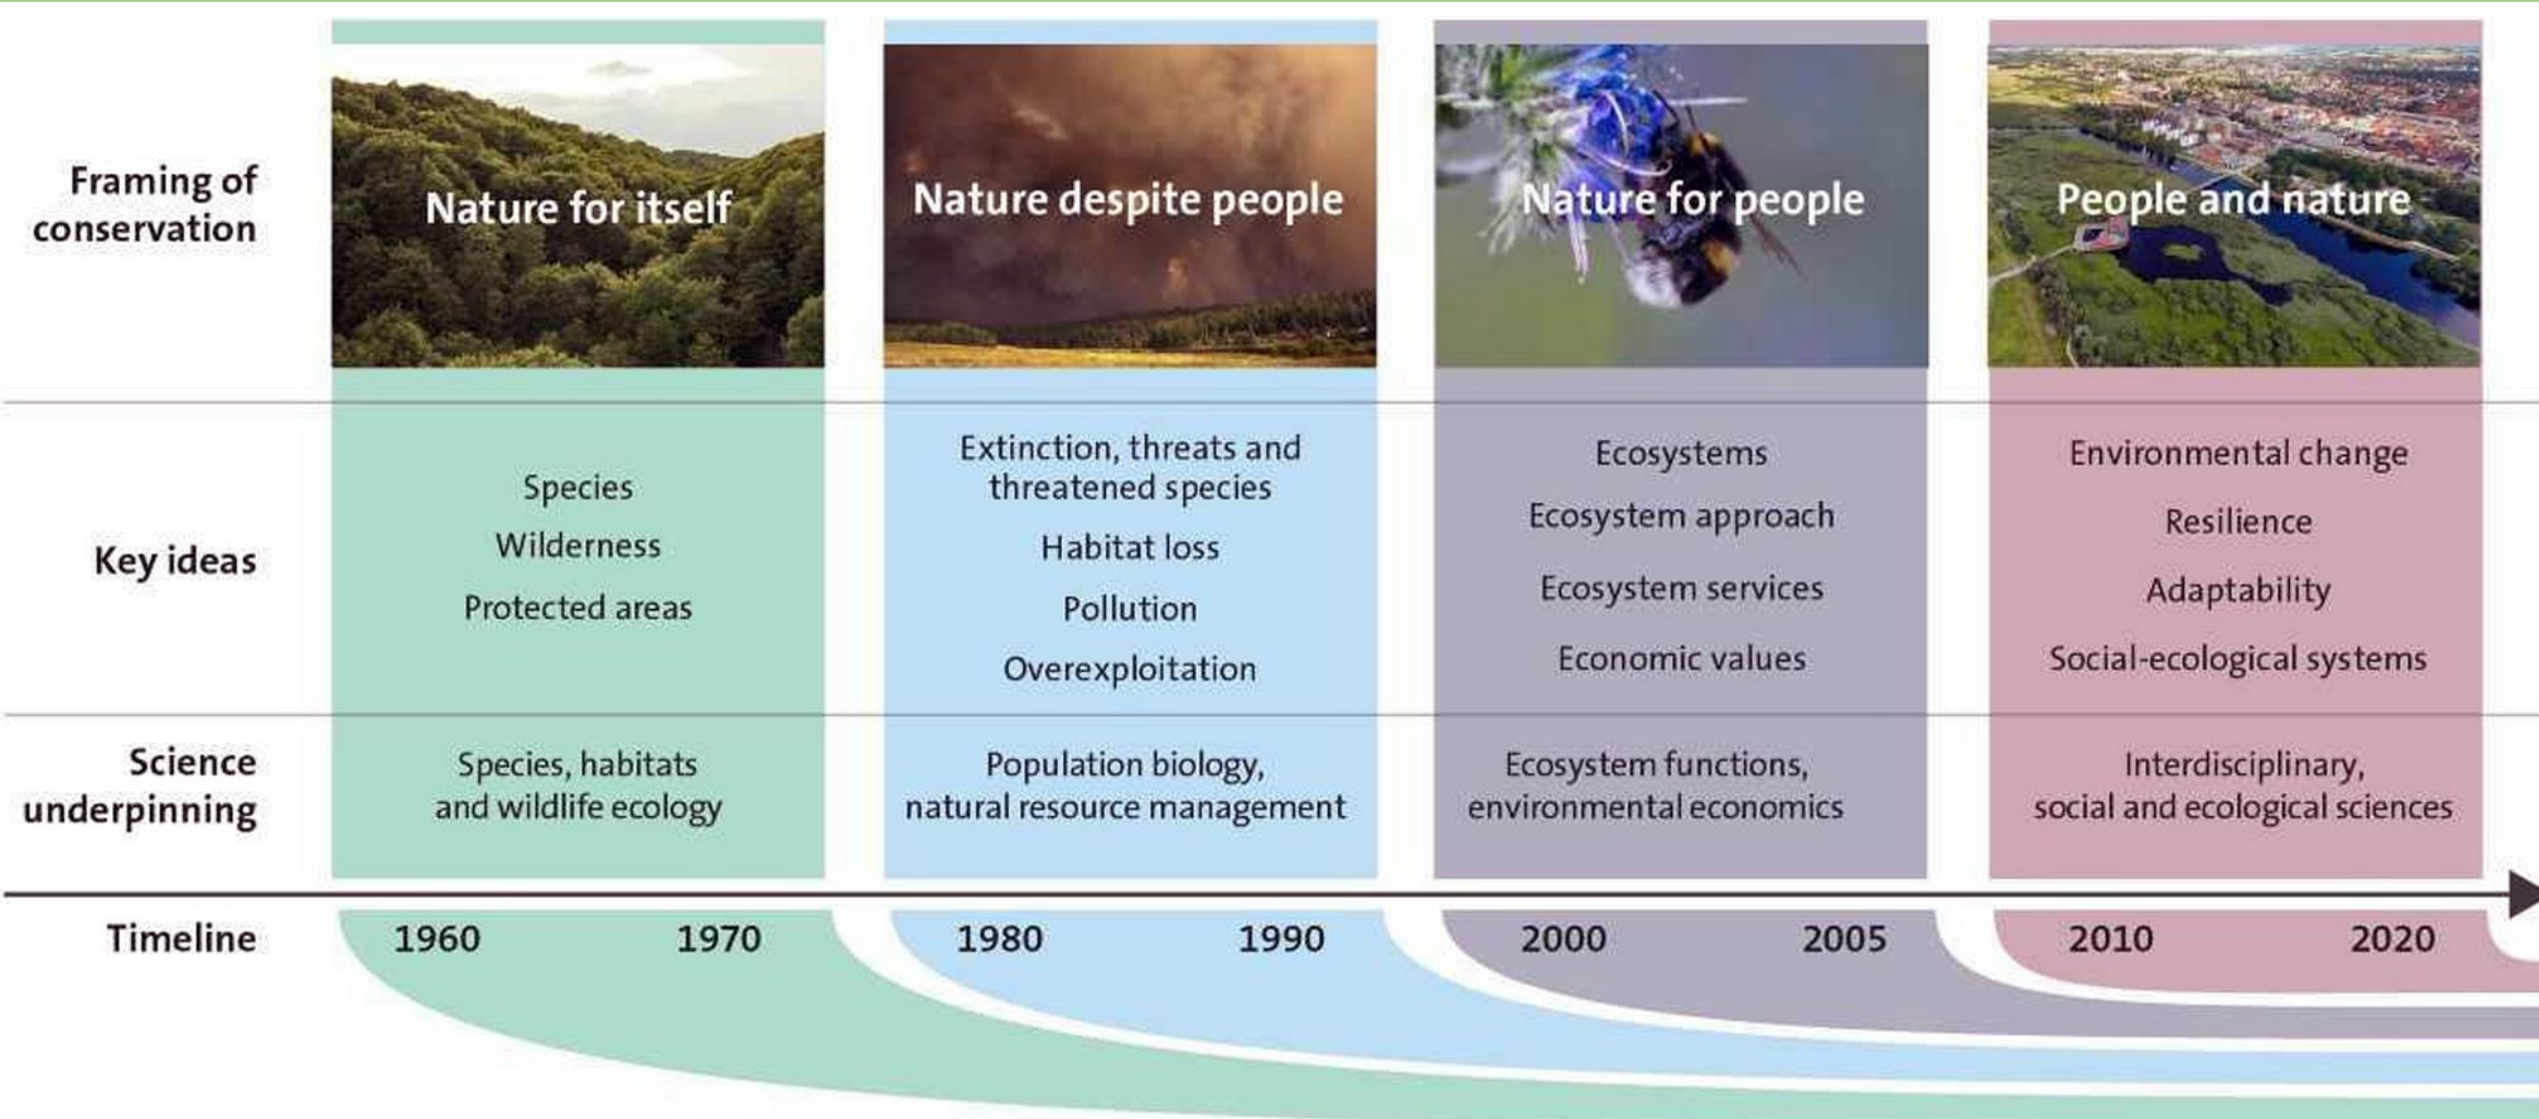 Framing of
conservation
Nature for itself
Nature despite people
Nature for people
People and nature
Key ideas
Species
Wilderness
Protected areas
Extinction, threats and
threatened species
Habitat loss
Pollution
Overexploitation
Ecosystems
Ecosystem approach
Ecosystem services
Economic values
Environmental change
Resilience
Adaptability
Social-ecological systems
Science
underpinning
Species, habitats
and wildlife ecology
Population biology,
natural resource management
Ecosystem functions,
environmental economics
Interdisciplinary,
social and ecological sciences
Timeline
1960
1970
1980
1990
2000
2005
2010
2020